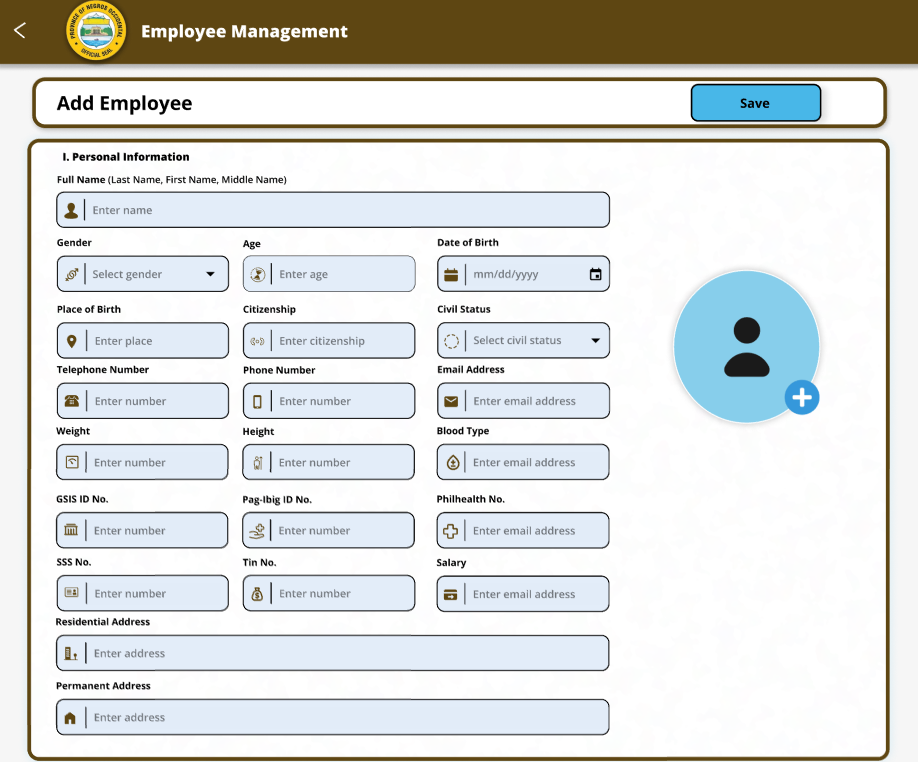 PROVINCE OF NEGROS OCCIDENTAL
OFFICIAL SEAL
Employee Management
Add Employee
Save
I. Personal Information
Full Name (Last Name, First Name, Middle Name)
Enter name
Gender Age Date of Birth
Select gender Enter age mm/dd/yyyy
Place of Birth Citizenship Civil Status
Enter place Enter citizenship Select civil status
Telephone Number Phone Number Email Address
Enter number Enter number Enter email address
Weight Height Blood Type
Enter number Enter number Enter email address
GSIS ID No. Pag-Ibig ID No. Philhealth No.
Enter number Enter number Enter email address
SSS No. Tin No. Salary
Enter number Enter number Enter email address
Residential Address
Enter address
Permanent Address
Enter address